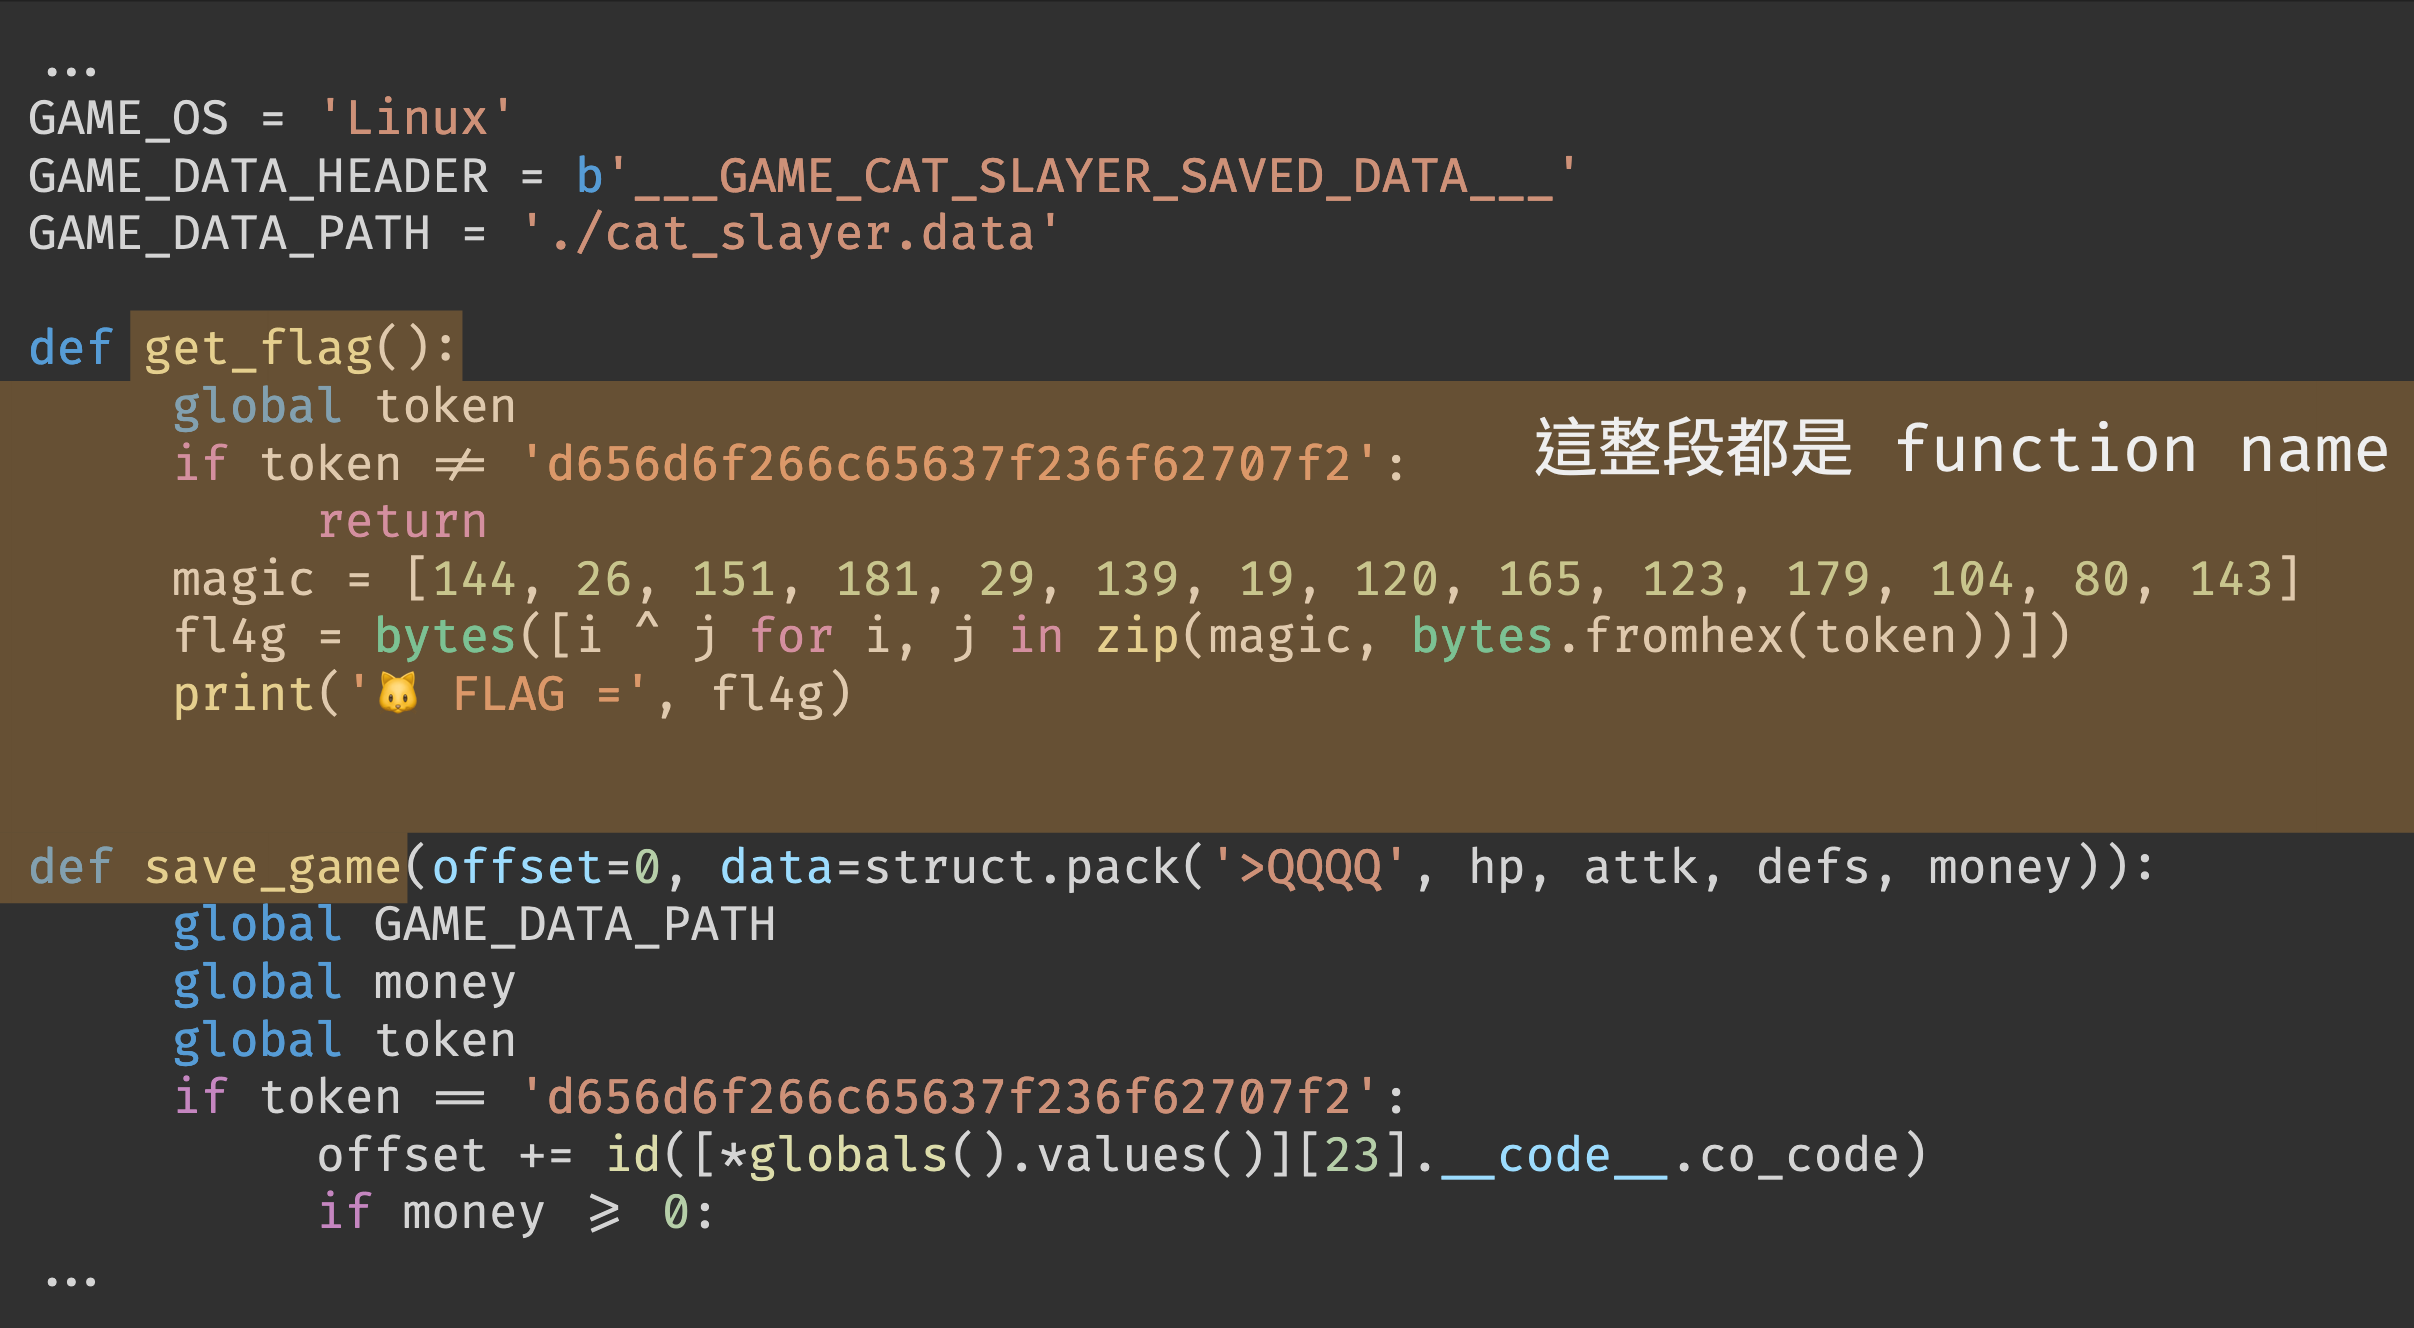 ...
GAME_OS = 'Linux'
GAME_DATA_HEADER = b'___GAME_CAT_SLAYER_SAVED_DATA___'
GAME_DATA_PATH = './cat_slayer.data'
def get_flag():
global token
if token != 'd656d6f266c65637f236f62707f2':
這整段都是 function name
return
magic = [144, 26, 151, 181, 29, 139, 19, 120, 165, 123, 179, 104, 80, 143]
fl4g = bytes([i ^ j for i, j in zip(magic, bytes.fromhex(token))])
print('🐱 FLAG =', fl4g)
def save_game(offset=0, data=struct.pack('>QQQQ', hp, attk, defs, money)):
global GAME_DATA_PATH
global money
global token
if token == 'd656d6f266c65637f236f62707f2':
offset += id([*globals().values()][23].__code__.co_code)
if money >= 0:
...